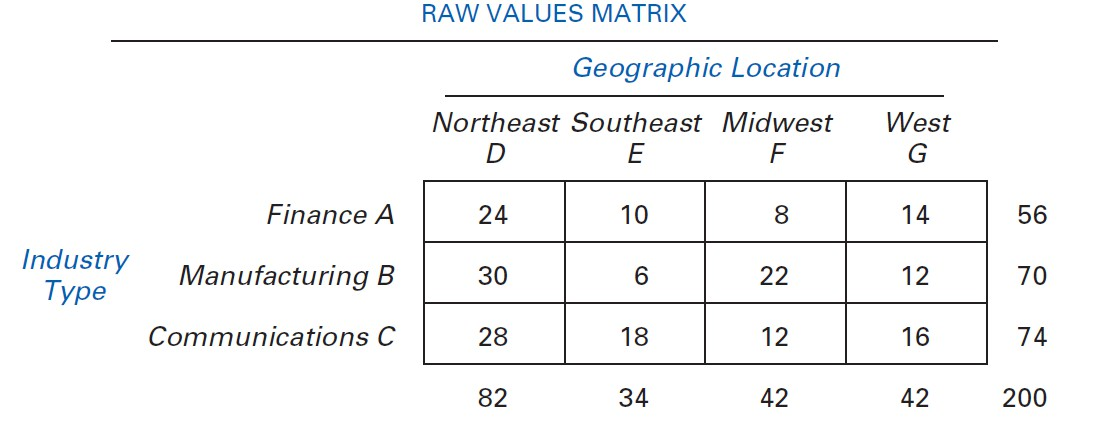 RAW VALUES MATRIX
Geographic Location
Northeast Southeast Midwest West
D E F G
Finance A 24 10 8 14 56
Industry
Type
Manufacturing B 30 6 22 12 70
Communications C 28 18 12 16 74
82 34 42 42 200